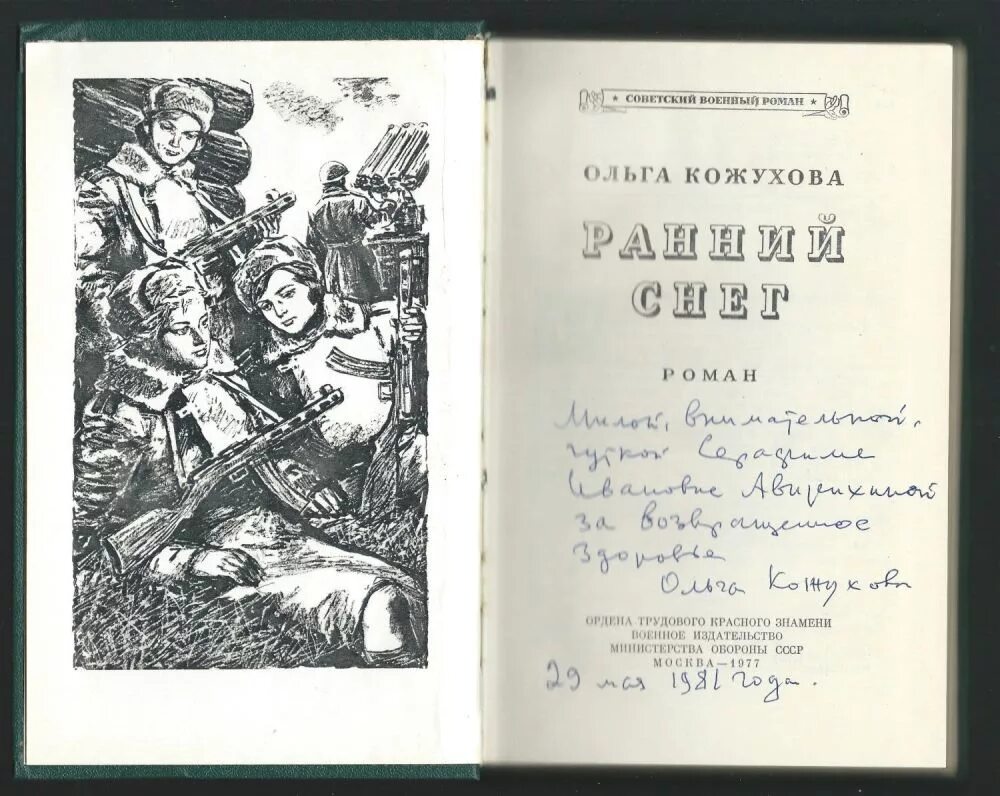 ★ СОВЕТСКИЙ ВОЕННЫЙ РОМАН ★
ОЛЬГА КОЖУХОВА
РАННИЙ
СНЕГ
РОМАН
Милой, внимательной,
чуткой Серафиме
Ивановне
за возвращенное
здоровье
Ольга Кожухова
ОРДЕНА ТРУДОВОГО КРАСНОГО ЗНАМЕНИ
ВОЕННОЕ ИЗДАТЕЛЬСТВО
МИНИСТЕРСТВА ОБОРОНЫ СССР
МОСКВА—1977
29 мая 1981 года.